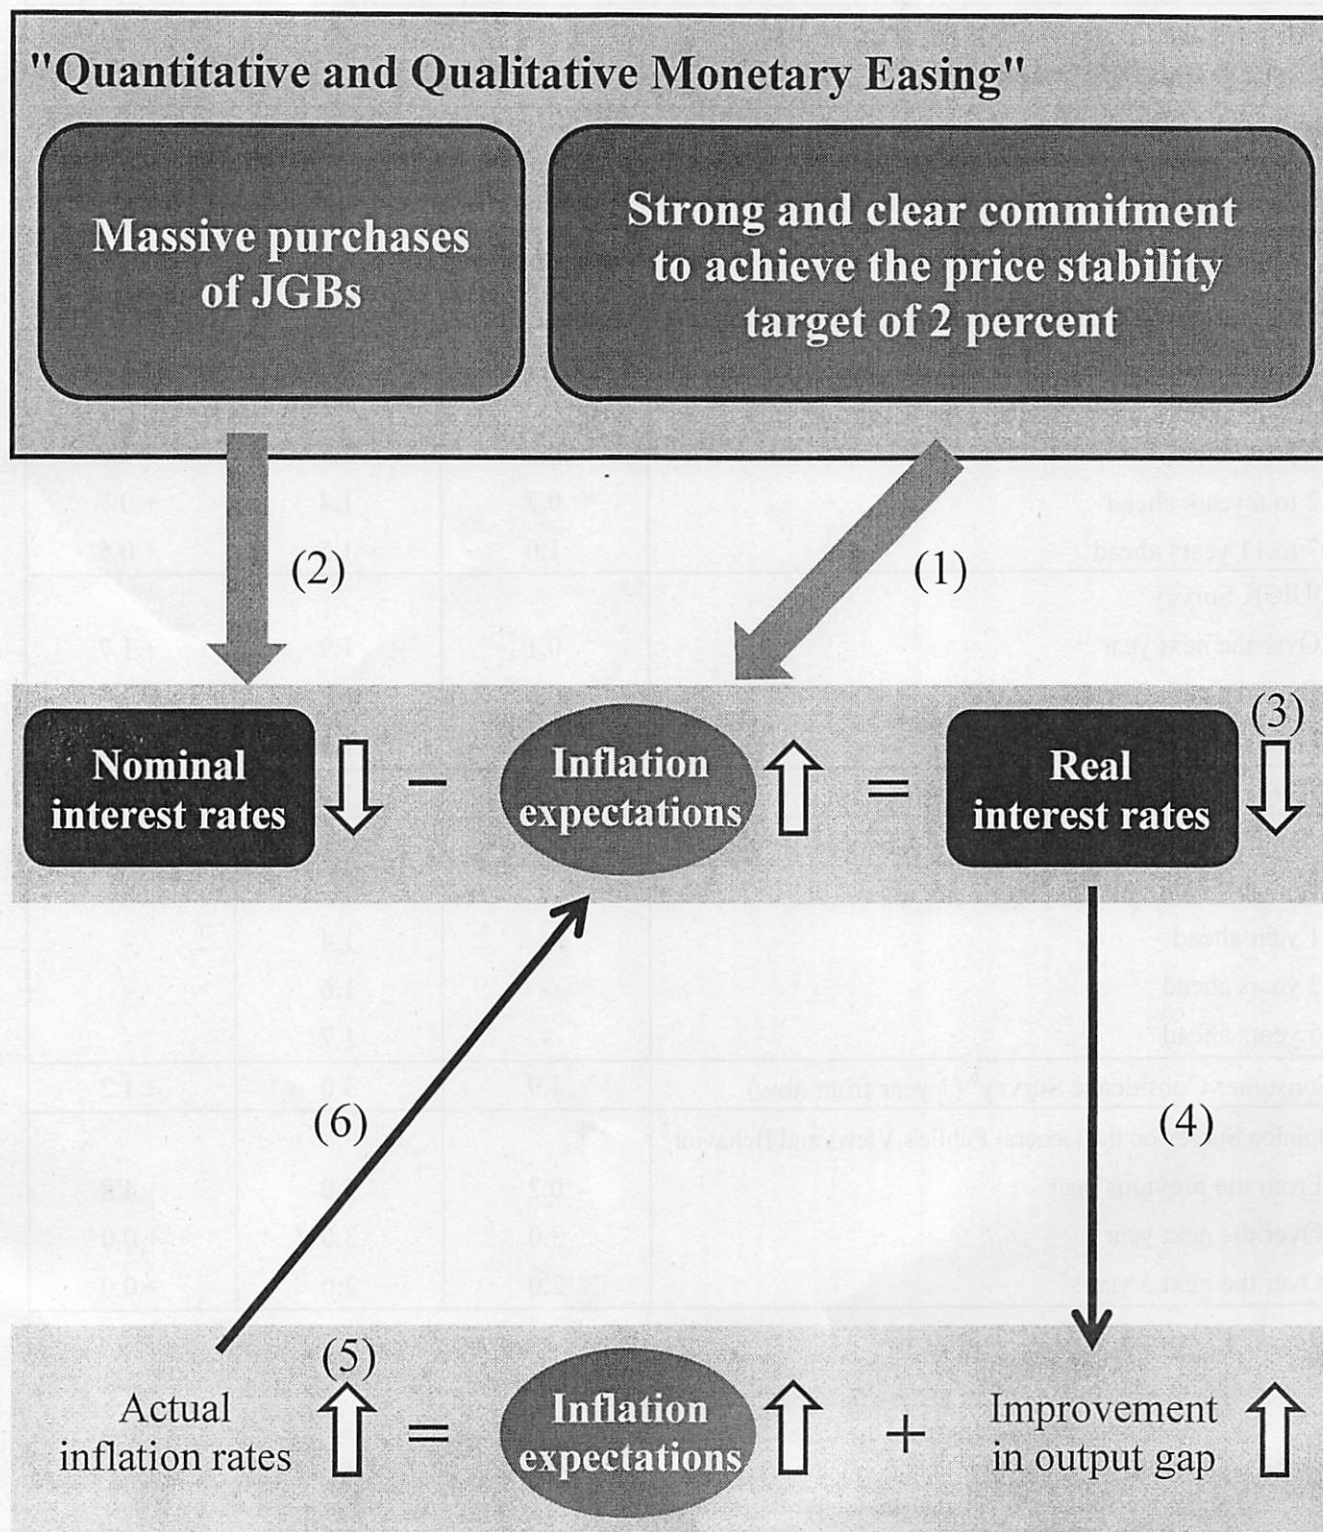 "Quantitative and Qualitative Monetary Easing"
Massive purchases
of JGBs
Strong and clear commitment
to achieve the price stability
target of 2 percent
(2)
(1)
(3)
Nominal
interest rates
−
Inflation
expectations
=
Real
interest rates
(6)
(4)
(5)
Actual
inflation rates
=
Inflation
expectations
+
Improvement
in output gap